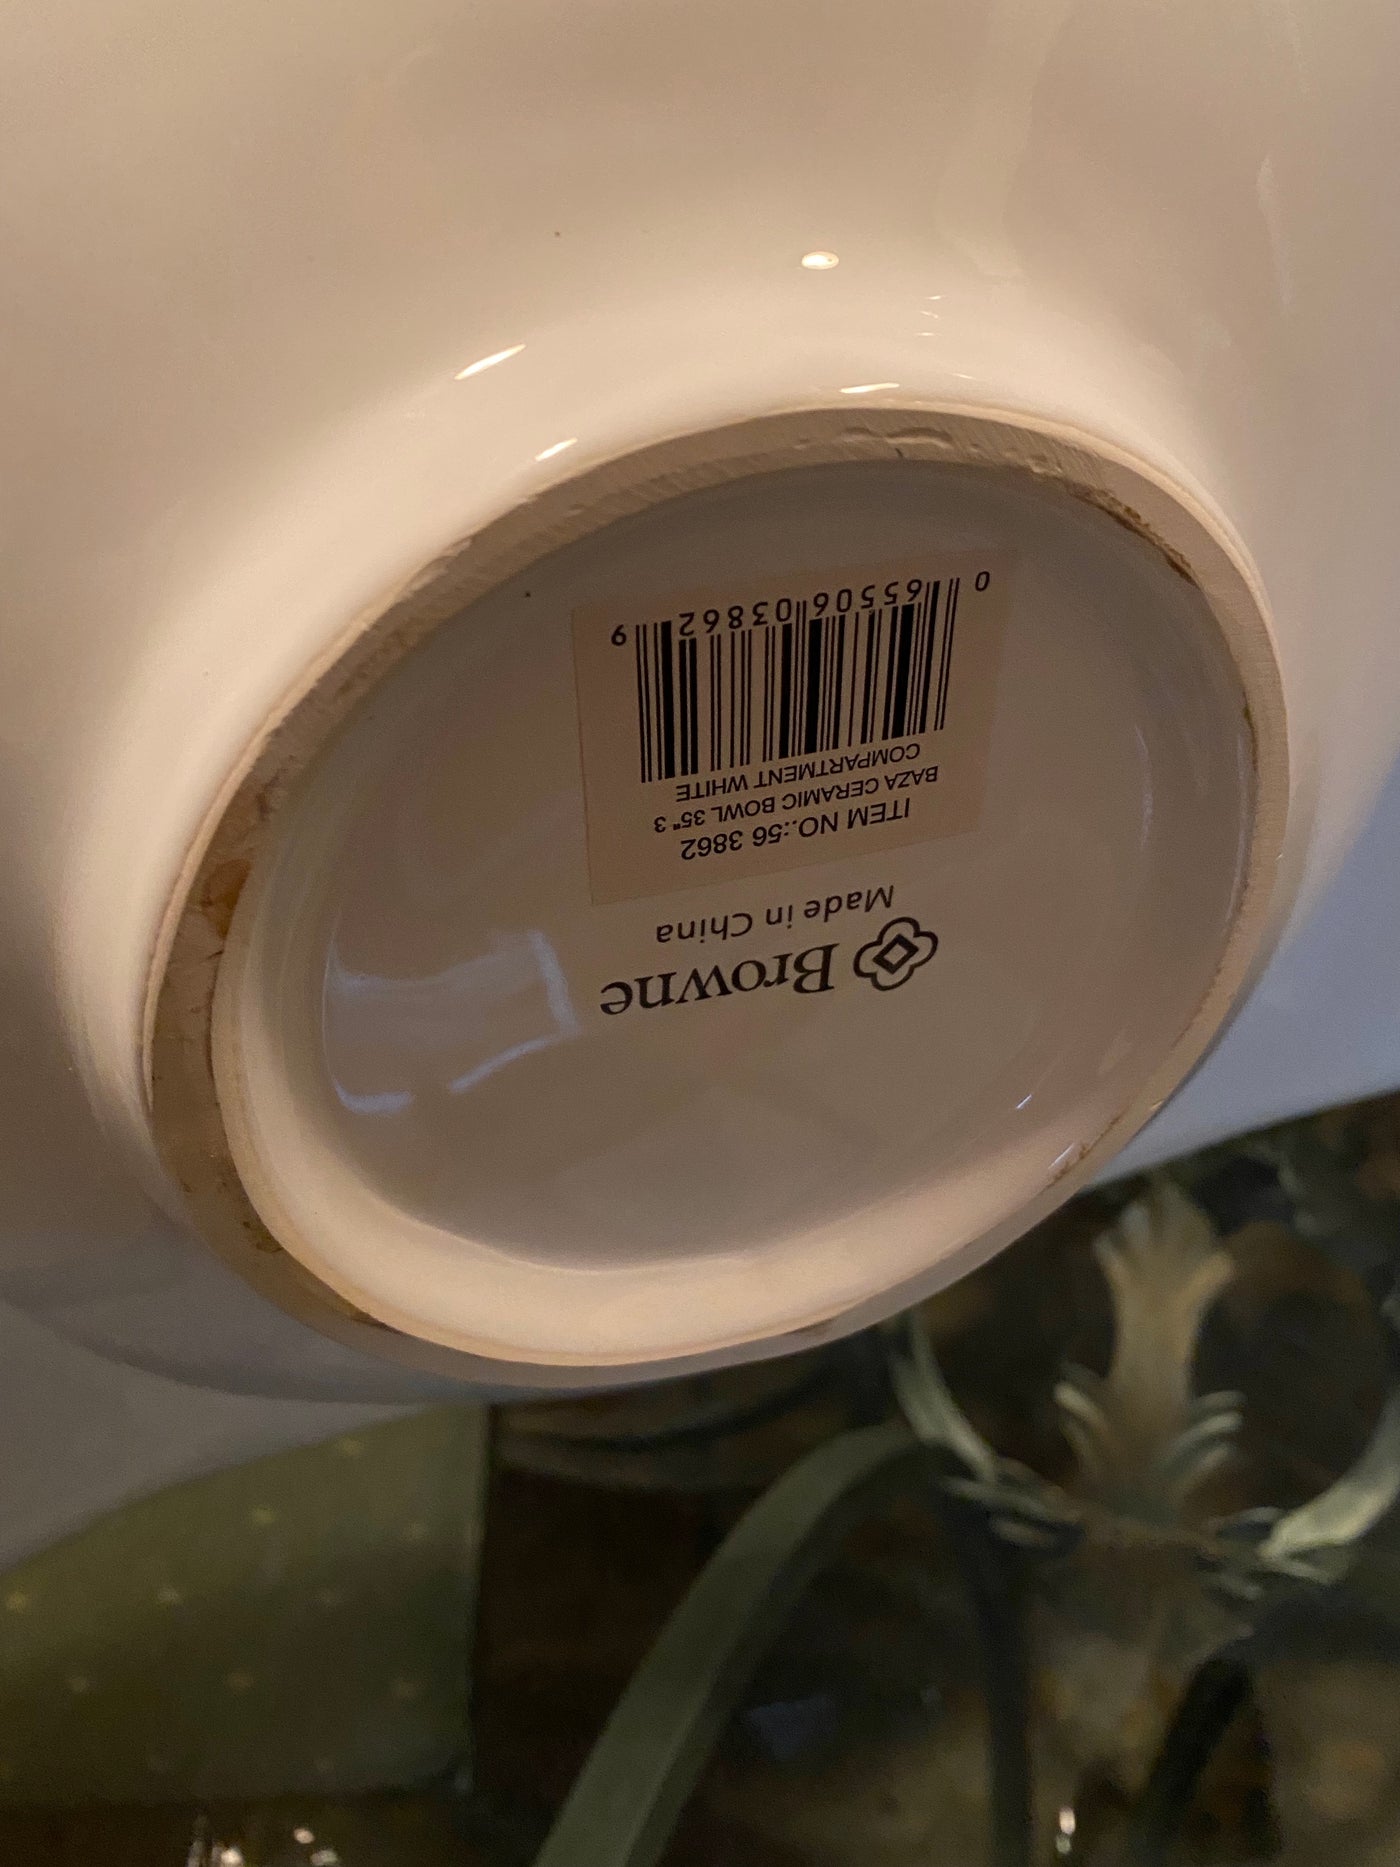 Browne
Made in China
ITEM NO.:56 3862
BAZA CERAMIC BOWL 35" 3
COMPARTMENT WHITE
0 65506 03862 9